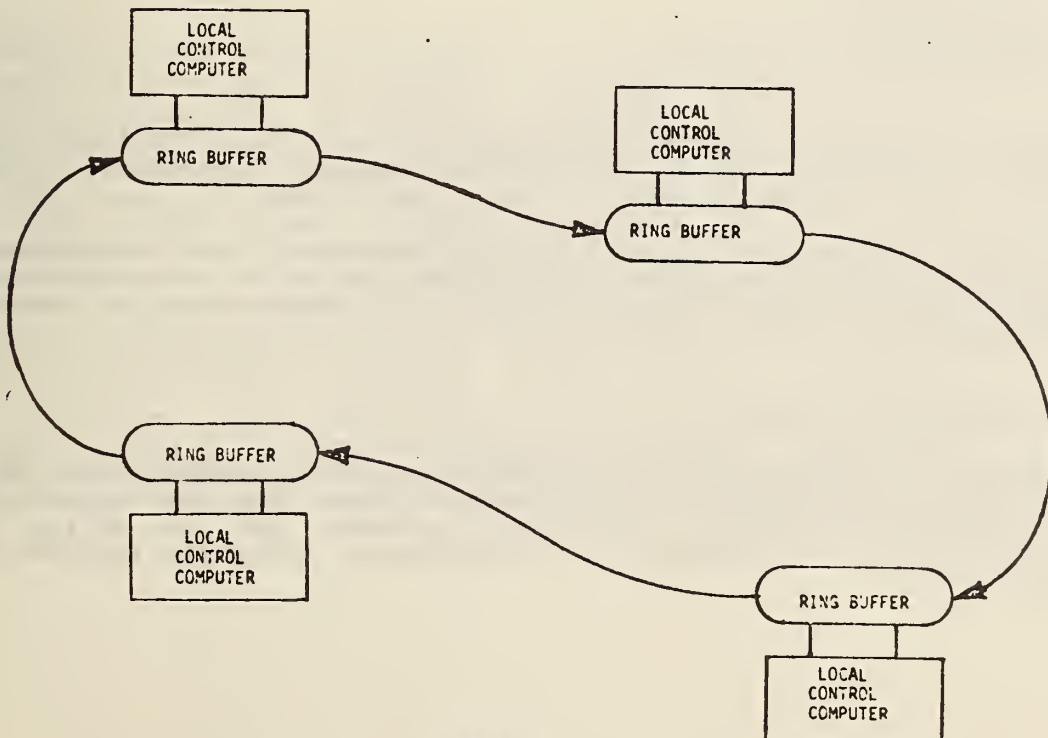 LOCAL
CONTROL
COMPUTER
RING BUFFER
LOCAL
CONTROL
COMPUTER
RING BUFFER
RING BUFFER
LOCAL
CONTROL
COMPUTER
RING BUFFER
LOCAL
CONTROL
COMPUTER